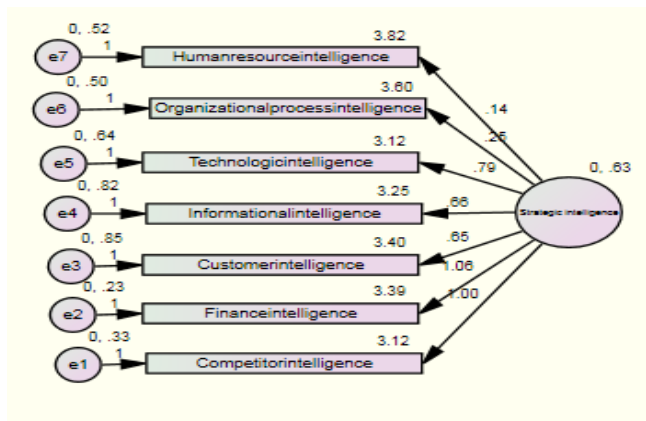 0, .52
3.82
e7
1
Humanresourceintelligence
0, .50
3.60
e6
1
Organizationalprocessintelligence
.14
0, .64
3.12
.25
e5
1
Technologicintelligence
.79
0, .63
0, .82
3.25
e4
1
Informationalintelligence
.66
Strategic intelligence
0, .85
3.40
.65
e3
1
Customerintelligence
1.06
0, .23
3.39
e2
1
Financeintelligence
1.00
0, .33
3.12
e1
1
Competitorintelligence